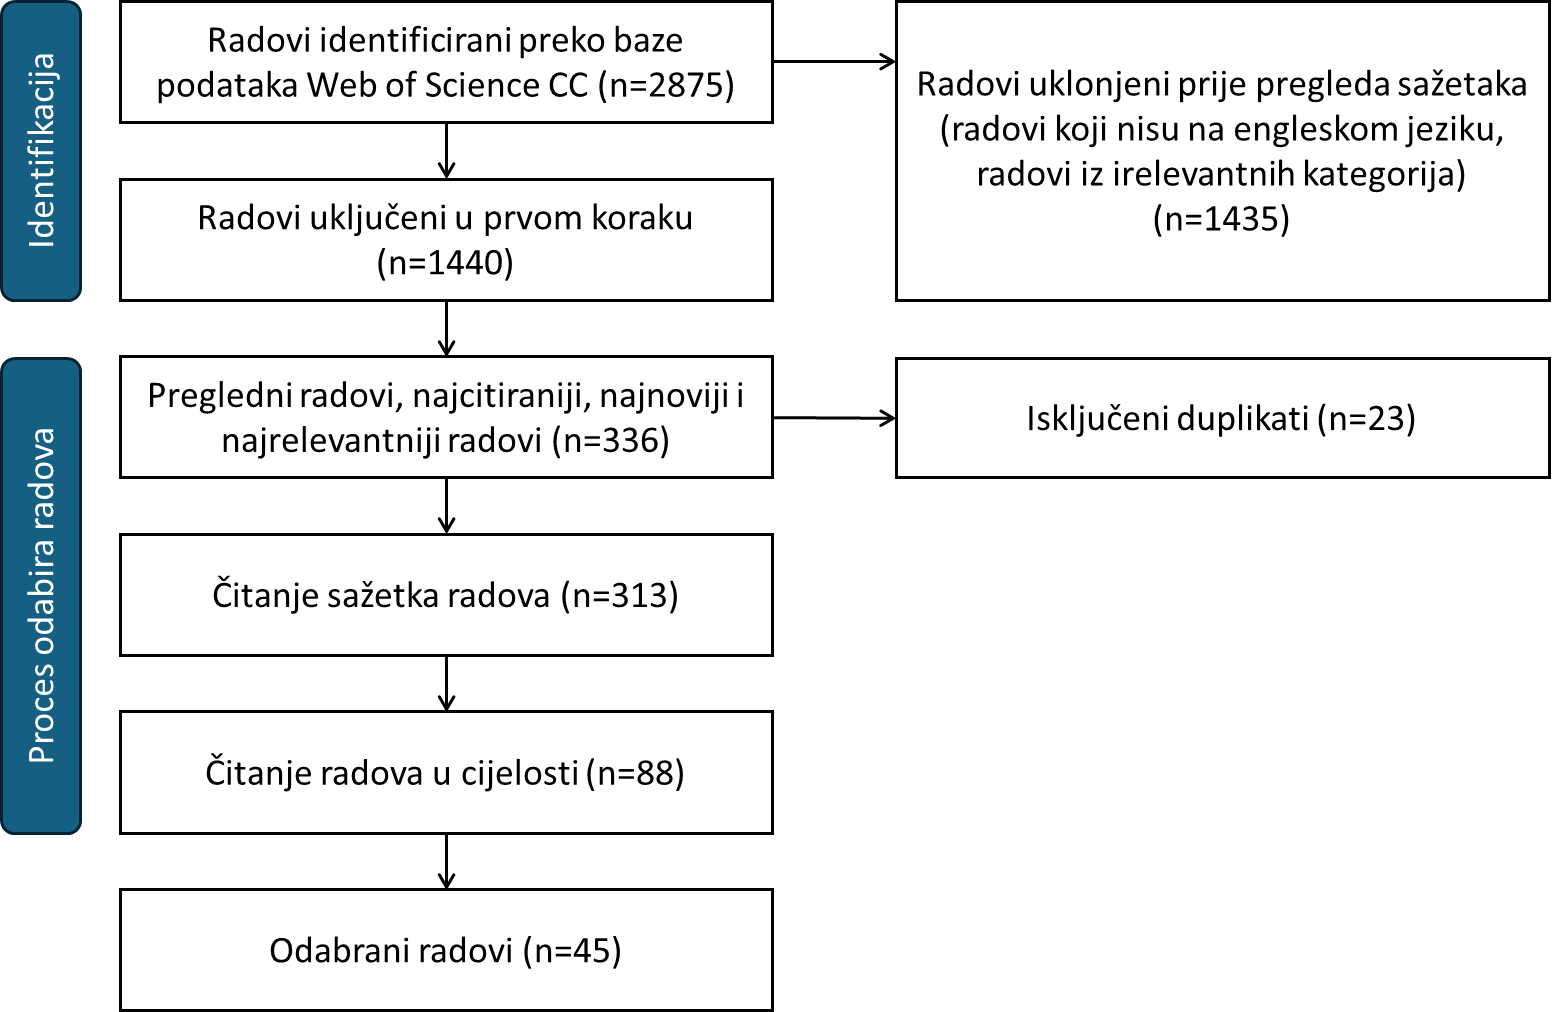 Identifikacija
Radovi identificirani preko baze
podataka Web of Science CC (n=2875)
Radovi uklonjeni prije pregleda sažetaka
(radovi koji nisu na engleskom jeziku,
radovi iz irelevantnih kategorija)
(n=1435)
Radovi uključeni u prvom koraku
(n=1440)
Proces odabira radova
Pregledni radovi, najcitiraniji, najnoviji i
najrelevantniji radovi (n=336)
Isključeni duplikati (n=23)
Čitanje sažetka radova (n=313)
Čitanje radova u cijelosti (n=88)
Odabrani radovi (n=45)